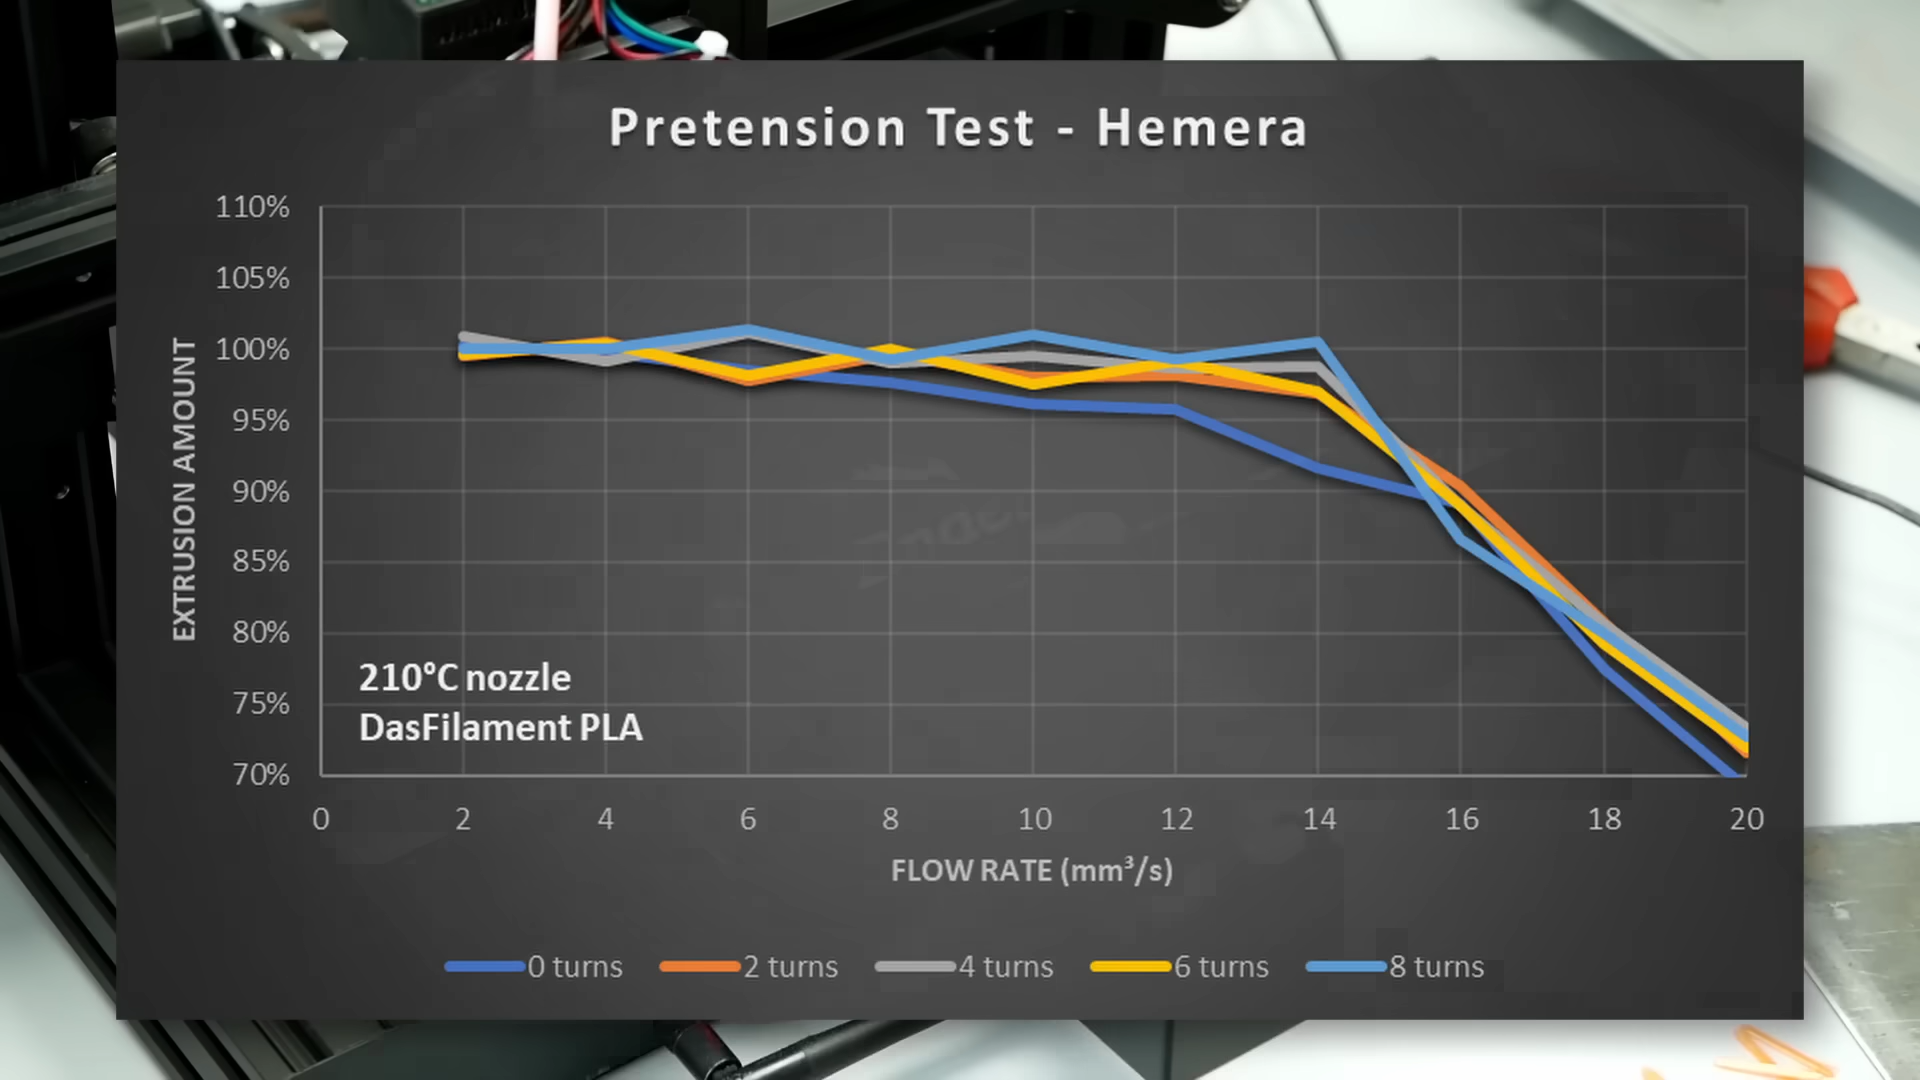 Pretension Test - Hemera
110%
105%
100%
95%
90%
85%
80%
75%
70%
EXTRUSION AMOUNT
210°C nozzle
DasFilament PLA
0 2 4 6 8 10 12 14 16 18 20
FLOW RATE (mm³/s)
0 turns 2 turns 4 turns 6 turns 8 turns